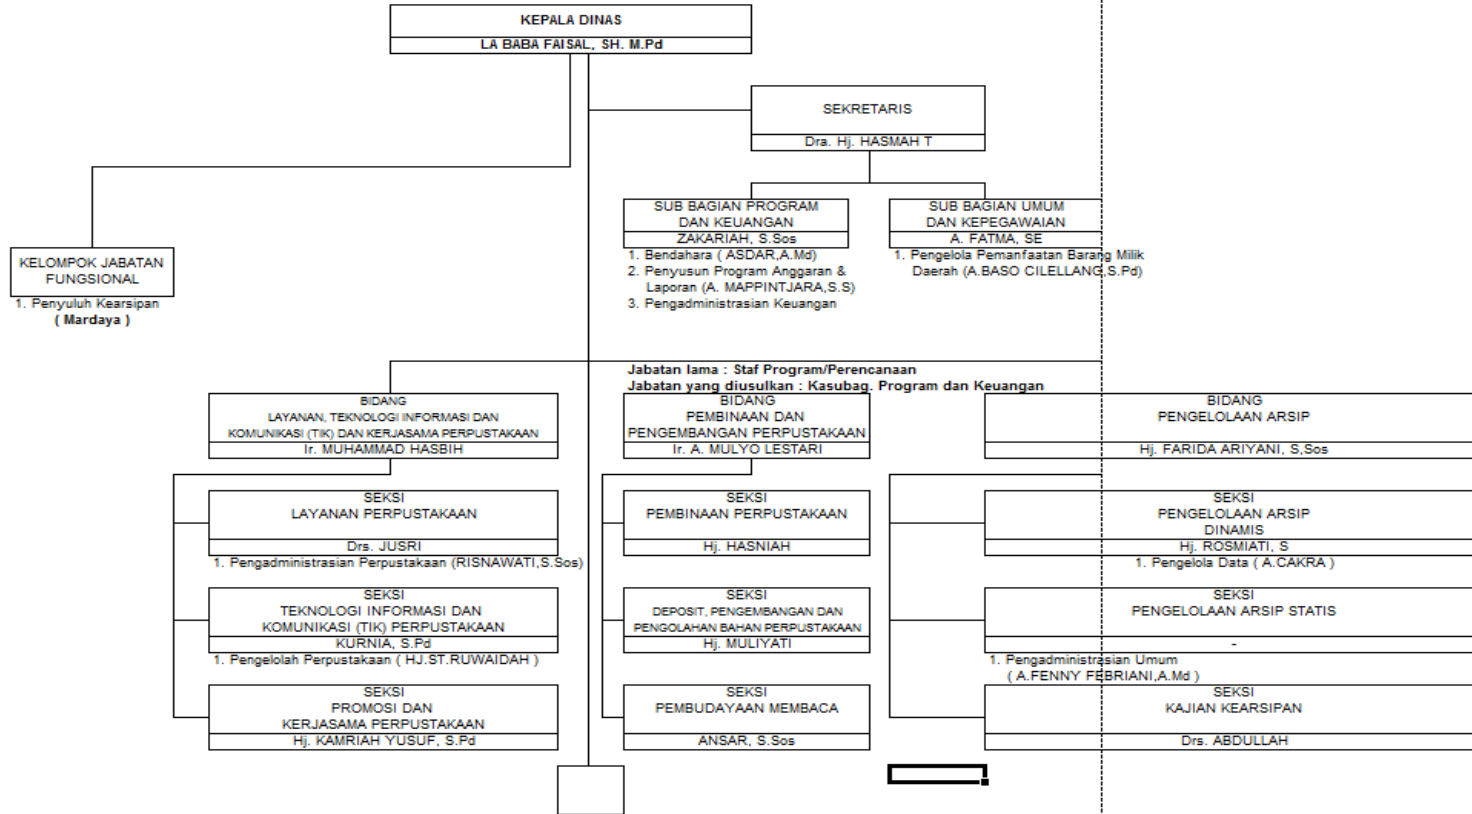 KEPALA DINAS
LA BABA FAISAL, SH. M.Pd
SEKRETARIS
Dra. Hj. HASMAH T
SUB BAGIAN PROGRAM
DAN KEUANGAN
ZAKARIAH, S.Sos
1. Bendahara ( ASDAR,A.Md)
2. Penyusun Program Anggaran &
Laporan (A. MAPPINTJARA,S.S)
3. Pengadministrasian Keuangan
SUB BAGIAN UMUM
DAN KEPEGAWAIAN
A. FATMA, SE
1. Pengelola Pemanfaatan Barang Milik
Daerah (A.BASO CILELLANG,S.Pd)
KELOMPOK JABATAN
FUNGSIONAL
1. Penyuluh Kearsipan
( Mardaya )
Jabatan lama : Staf Program/Perencanaan
Jabatan yang diusulkan : Kasubag. Program dan Keuangan
BIDANG
LAYANAN, TEKNOLOGI INFORMASI DAN
KOMUNIKASI (TIK) DAN KERJASAMA PERPUSTAKAAN
Ir. MUHAMMAD HASBIH
SEKSI
LAYANAN PERPUSTAKAAN
Drs. JUSRI
1. Pengadministrasian Perpustakaan (RISNAWATI,S.Sos)
SEKSI
TEKNOLOGI INFORMASI DAN
KOMUNIKASI (TIK) PERPUSTAKAAN
KURNIA, S.Pd
1. Pengelolah Perpustakaan ( HJ.ST.RUWAIDAH )
SEKSI
PROMOSI DAN
KERJASAMA PERPUSTAKAAN
Hj. KAMRIAH YUSUF, S.Pd
BIDANG
PEMBINAAN DAN
PENGEMBANGAN PERPUSTAKAAN
Ir. A. MULYO LESTARI
SEKSI
PEMBINAAN PERPUSTAKAAN
Hj. HASNIAH
SEKSI
DEPOSIT, PENGEMBANGAN DAN
PENGOLAHAN BAHAN PERPUSTAKAAN
Hj. MULIYATI
SEKSI
PEMBUDAYAAN MEMBACA
ANSAR, S.Sos
BIDANG
PENGELOLAAN ARSIP
Hj. FARIDA ARIYANI, S,Sos
SEKSI
PENGELOLAAN ARSIP
DINAMIS
Hj. ROSMIATI, S
1. Pengelola Data ( A.CAKRA )
SEKSI
PENGELOLAAN ARSIP STATIS
-
1. Pengadministrasian Umum
( A.FENNY FEBRIANI,A.Md )
SEKSI
KAJIAN KEARSIPAN
Drs. ABDULLAH